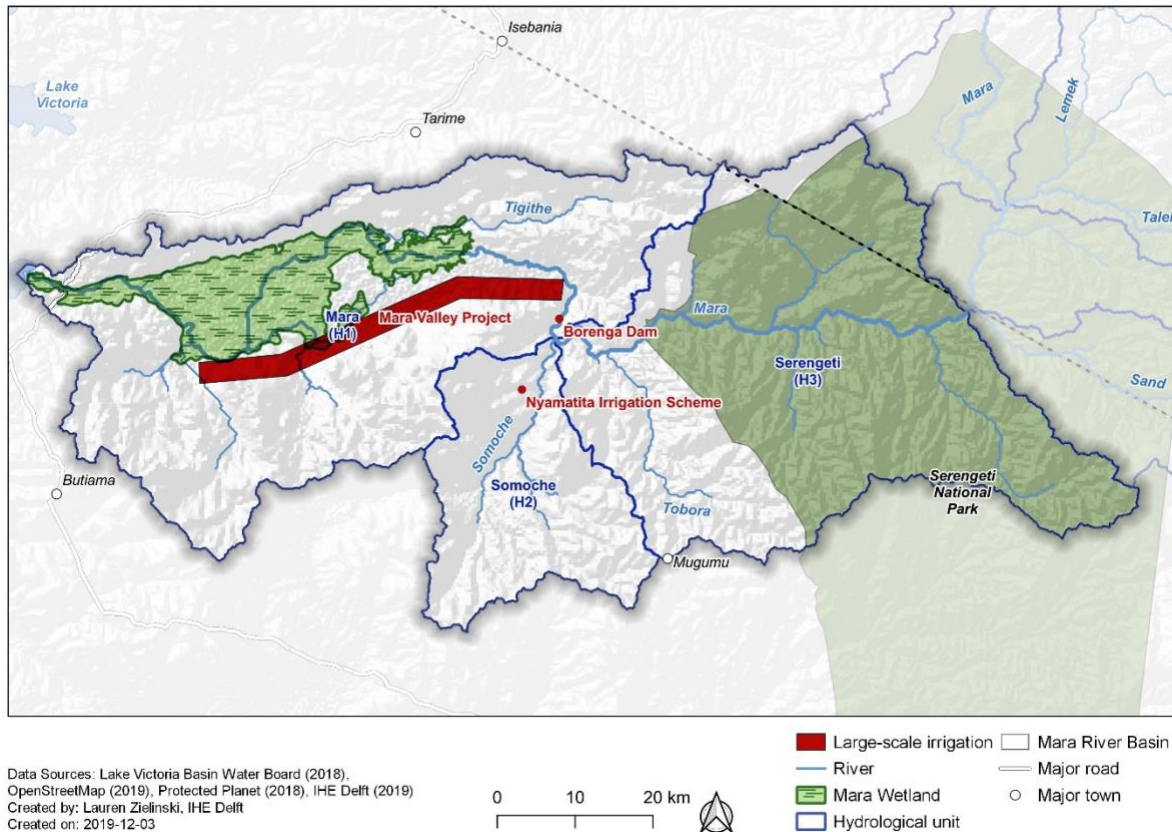 Isebania
Lake
Victoria
Tarime
Mara
Lemek
Talek
Tigithe
Mara
(H1)
Mara Valley Project
Borenga Dam
Mara
Serengeti
(H3)
Sand
Nyamatita Irrigation Scheme
Somoche
Somoche
(H2)
Tobora
Butiama
Serengeti
National
Park
Mugumu
Data Sources: Lake Victoria Basin Water Board (2018),
OpenStreetMap (2019), Protected Planet (2018), IHE Delft (2019)
Created by: Lauren Zielinski, IHE Delft
Created on: 2019-12-03
0 10 20 km
Large-scale irrigation
River
Mara Wetland
Hydrological unit
Mara River Basin
Major road
Major town